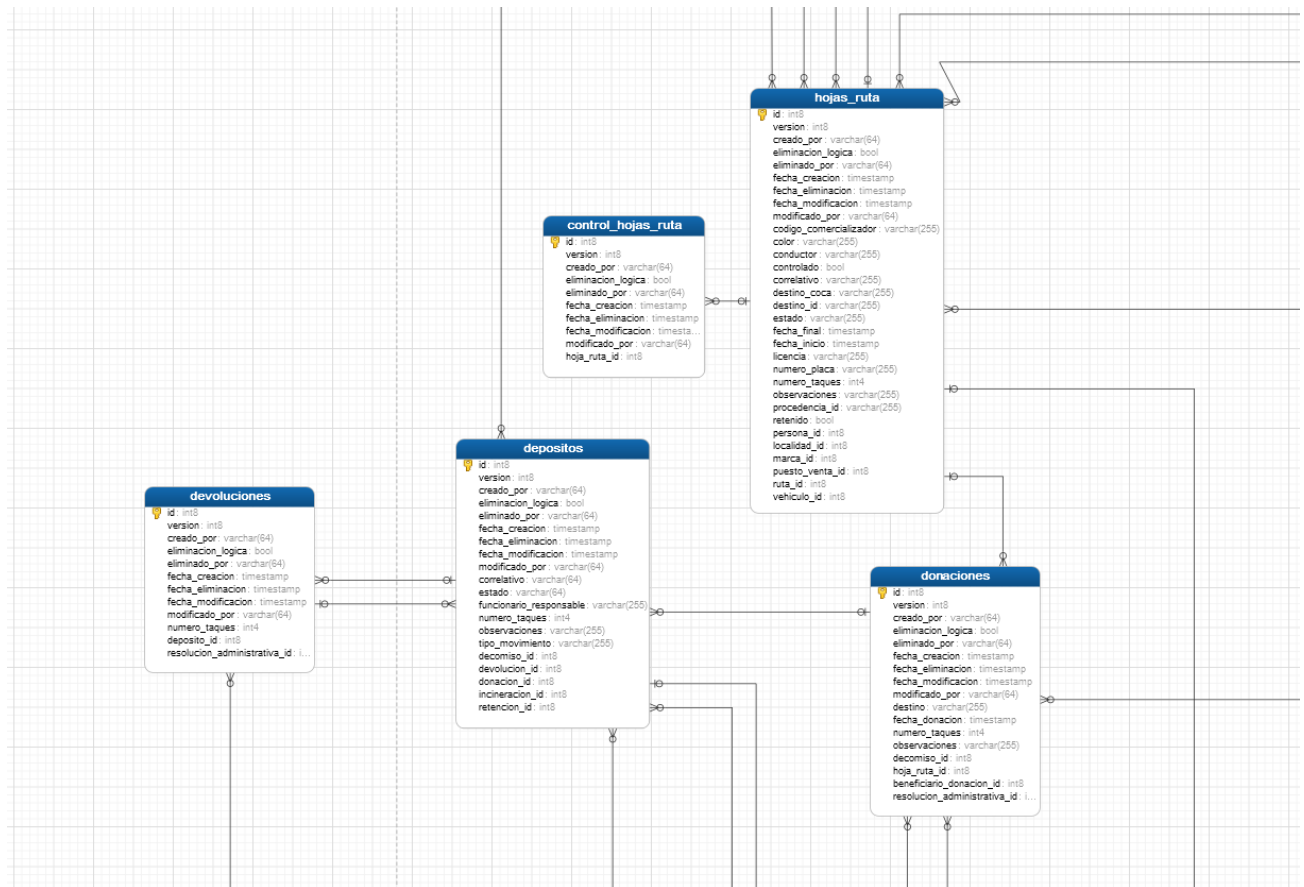 hojas_ruta
id : int8
version : int8
creado_por : varchar(64)
eliminacion_logica : bool
eliminado_por : varchar(64)
fecha_creacion : timestamp
fecha_eliminacion : timestamp
fecha_modificacion : timestamp
modificado_por : varchar(64)
codigo_comercializador : varchar(255)
color : varchar(255)
conductor : varchar(255)
controlado : bool
correlativo : varchar(255)
destino_coca : varchar(255)
destino_id : varchar(255)
estado : varchar(255)
fecha_final : timestamp
fecha_inicio : timestamp
licencia : varchar(255)
numero_placa : varchar(255)
numero_taques : int4
observaciones : varchar(255)
procedencia_id : varchar(255)
retenido : bool
persona_id : int8
localidad_id : int8
marca_id : int8
puesto_venta_id : int8
ruta_id : int8
vehiculo_id : int8
control_hojas_ruta
id : int8
version : int8
creado_por : varchar(64)
eliminacion_logica : bool
eliminado_por : varchar(64)
fecha_creacion : timestamp
fecha_eliminacion : timestamp
fecha_modificacion : timesta...
modificado_por : varchar(64)
hoja_ruta_id : int8
depositos
id : int8
version : int8
creado_por : varchar(64)
eliminacion_logica : bool
eliminado_por : varchar(64)
fecha_creacion : timestamp
fecha_eliminacion : timestamp
fecha_modificacion : timestamp
modificado_por : varchar(64)
correlativo : varchar(64)
estado : varchar(64)
funcionario_responsable : varchar(255)
numero_taques : int4
observaciones : varchar(255)
tipo_movimiento : varchar(255)
decomiso_id : int8
devolucion_id : int8
donacion_id : int8
incineracion_id : int8
retencion_id : int8
devoluciones
id : int8
version : int8
creado_por : varchar(64)
eliminacion_logica : bool
eliminado_por : varchar(64)
fecha_creacion : timestamp
fecha_eliminacion : timestamp
fecha_modificacion : timestamp
modificado_por : varchar(64)
numero_taques : int4
deposito_id : int8
resolucion_administrativa_id : i...
donaciones
id : int8
version : int8
creado_por : varchar(64)
eliminacion_logica : bool
eliminado_por : varchar(64)
fecha_creacion : timestamp
fecha_eliminacion : timestamp
fecha_modificacion : timestamp
modificado_por : varchar(64)
destino : varchar(255)
fecha_donacion : timestamp
numero_taques : int4
observaciones : varchar(255)
decomiso_id : int8
hoja_ruta_id : int8
beneficiario_donacion_id : int8
resolucion_administrativa_id : i...